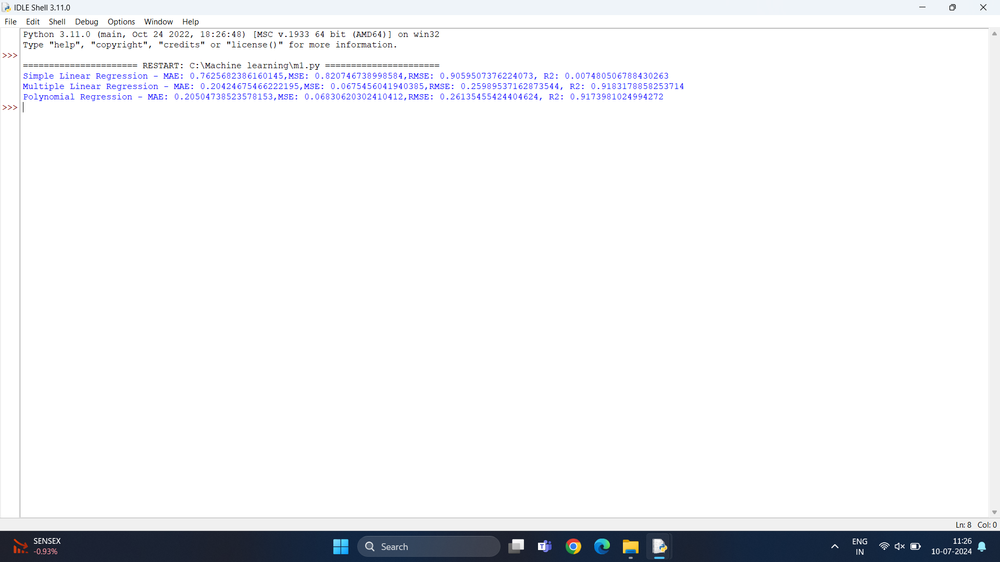 IDLE Shell 3.11.0
File Edit Shell Debug Options Window Help
Python 3.11.0 (main, Oct 24 2022, 18:26:48) [MSC v.1933 64 bit (AMD64)] on win32
Type "help", "copyright", "credits" or "license()" for more information.
>>>
====================== RESTART: C:\Machine learning\m1.py ======================
Simple Linear Regression - MAE: 0.7625682386160145,MSE: 0.820746738998584,RMSE: 0.9059507376224073, R2: 0.007480506788430263
Multiple Linear Regression - MAE: 0.20424675466222195,MSE: 0.0675456041940385,RMSE: 0.25989537162873544, R2: 0.9183178858253714
Polynomial Regression - MAE: 0.20504738523578153,MSE: 0.06830620302410412,RMSE: 0.26135455424404624, R2: 0.9173981024994272
>>>
Ln: 8 Col: 0
SENSEX
-0.93%
Search
ENG
IN
11:26
10-07-2024